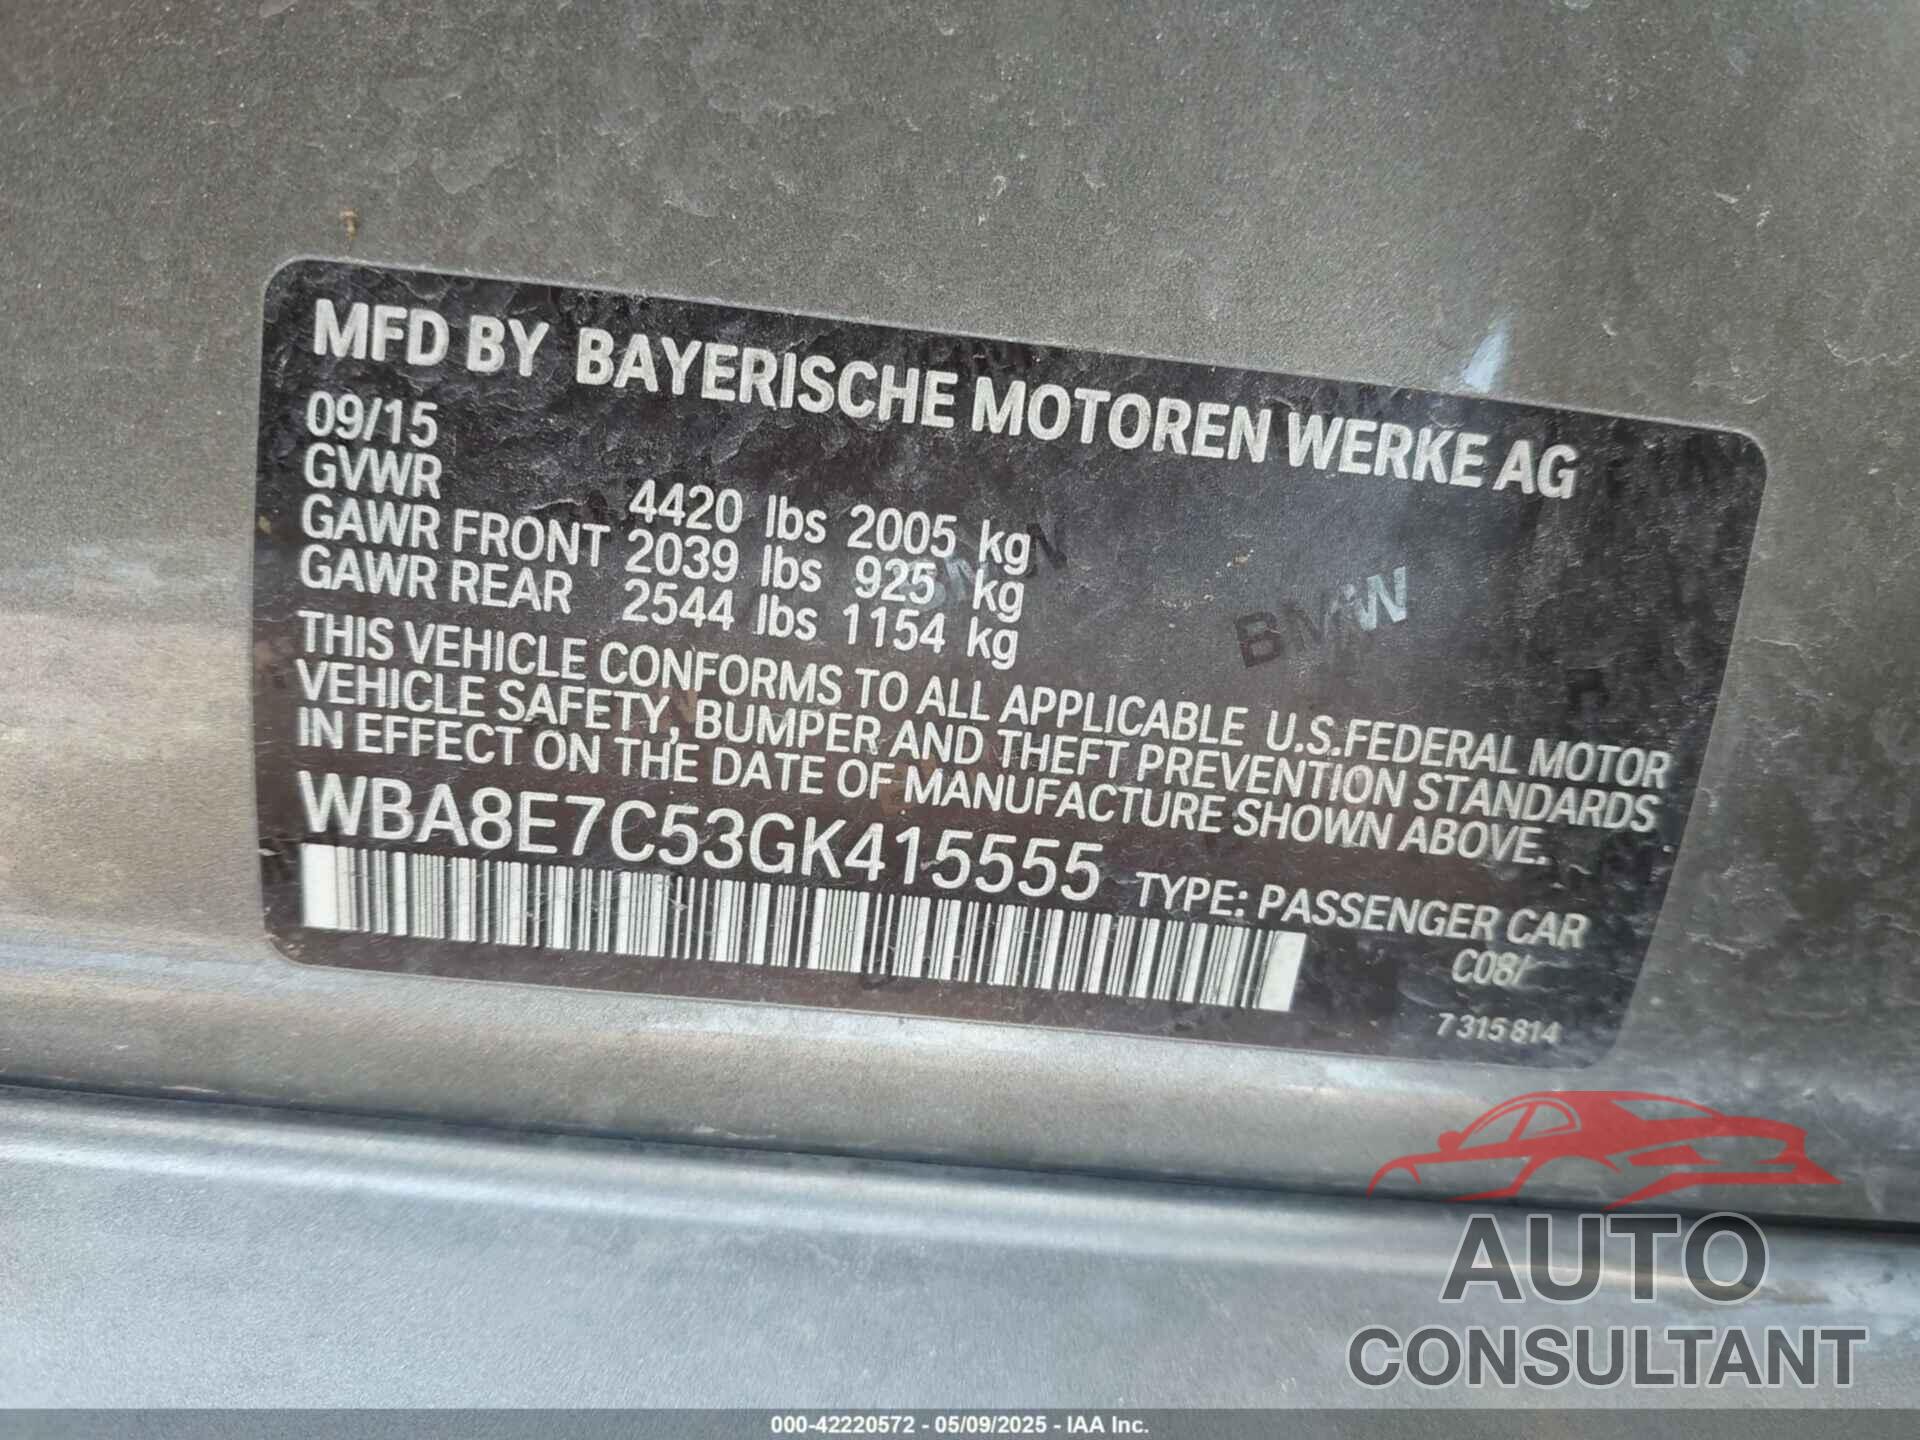 MFD BY BAYERISCHE MOTOREN WERKE AG
09/15
GVWR 4420 lbs 2005 kg
GAWR FRONT 2039 lbs 925 kg
GAWR REAR 2544 lbs 1154 kg
THIS VEHICLE CONFORMS TO ALL APPLICABLE U.S.FEDERAL MOTOR
VEHICLE SAFETY, BUMPER AND THEFT PREVENTION STANDARDS
IN EFFECT ON THE DATE OF MANUFACTURE SHOWN ABOVE.
WBA8E7C53GK415555 TYPE: PASSENGER CAR
C08/
7 315 814
BMW
BMW
AUTO
CONSULTANT
000-42220572 - 05/09/2025 - IAA Inc.